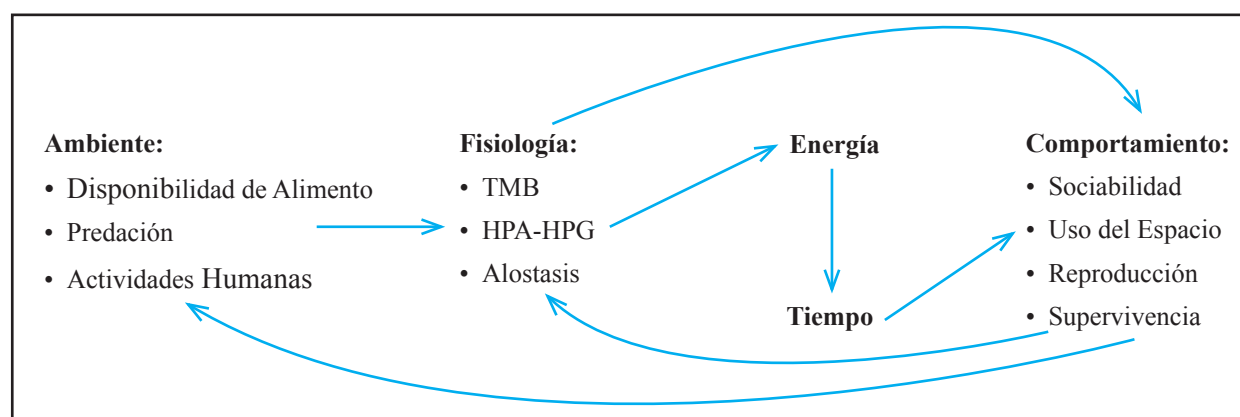 Ambiente:
• Disponibilidad de Alimento
• Predación
• Actividades Humanas
Fisiología:
• TMB
• HPA-HPG
• Alostasis
Energía
Tiempo
Comportamiento:
• Sociabilidad
• Uso del Espacio
• Reproducción
• Supervivencia